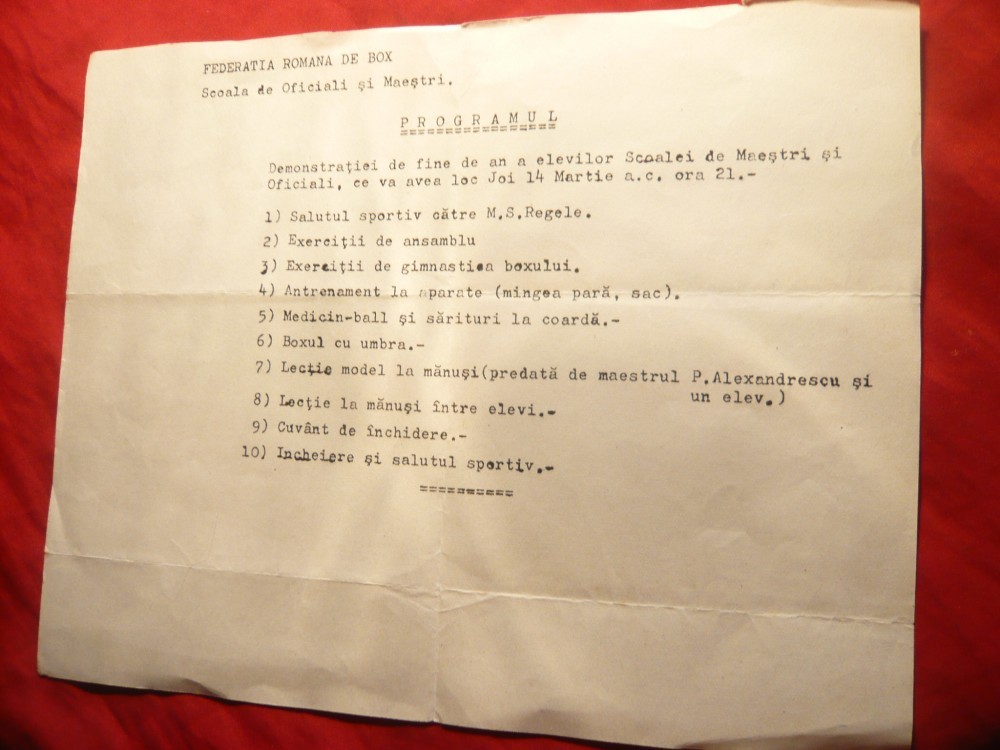 FEDERATIA ROMANA DE BOX
Scoala de Oficiali și Maeștri.
P R O G R A M U L
==================
Demonstrației de fine de an a elevilor Scoalei de Maeștri și
Oficiali, ce va avea loc Joi 14 Martie a.c. ora 21.-
1) Salutul sportiv către M.S.Regele.
2) Exerciții de ansamblu
3) Exerciții de gimnastica boxului.
4) Antrenament la aparate (mingea pară, sac).
5) Medicin-ball și sărituri la coardă.-
6) Boxul cu umbra.-
7) Lecție model la mănuși(predată de maestrul P.Alexandrescu și
un elev.)
8) Lecție la mănuși între elevi.-
9) Cuvânt de închidere.-
10) Incheiere și salutul sportiv.-
==========